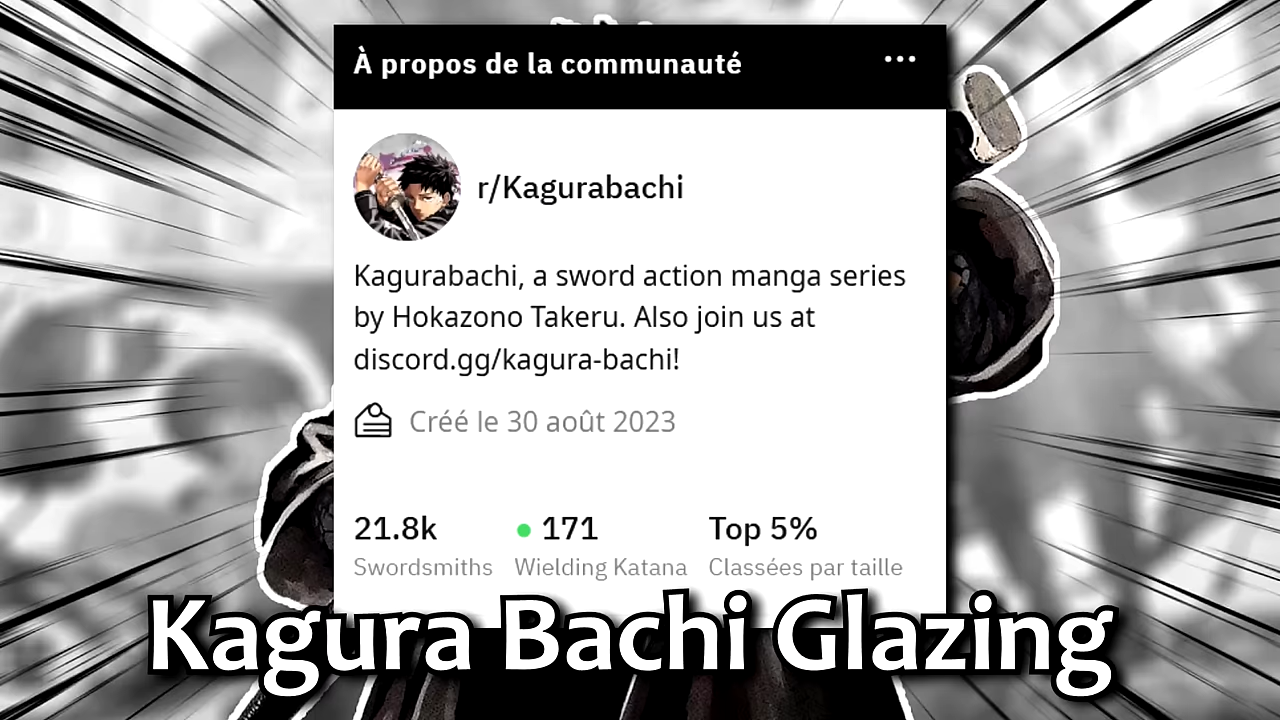 À propos de la communauté
r/Kagurabachi
Kagurabachi, a sword action manga series
by Hokazono Takeru. Also join us at
discord.gg/kagura-bachi!
Créé le 30 août 2023
21.8k 171 Top 5%
Swordsmiths Wielding Katana Classées par taille
Kagura Bachi Glazing